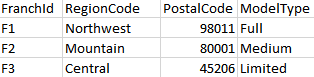 FranchId RegionCode PostalCode ModelType
F1 Northwest 98011 Full
F2 Mountain 80001 Medium
F3 Central 45206 Limited